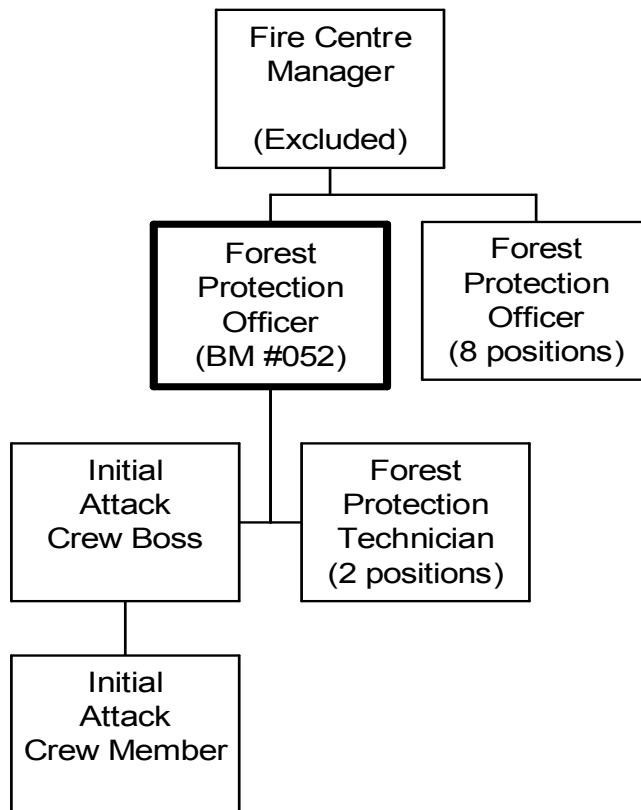 Fire Centre
Manager
(Excluded)
Forest
Protection
Officer
(BM #052)
Forest
Protection
Officer
(8 positions)
Initial
Attack
Crew Boss
Forest
Protection
Technician
(2 positions)
Initial
Attack
Crew Member